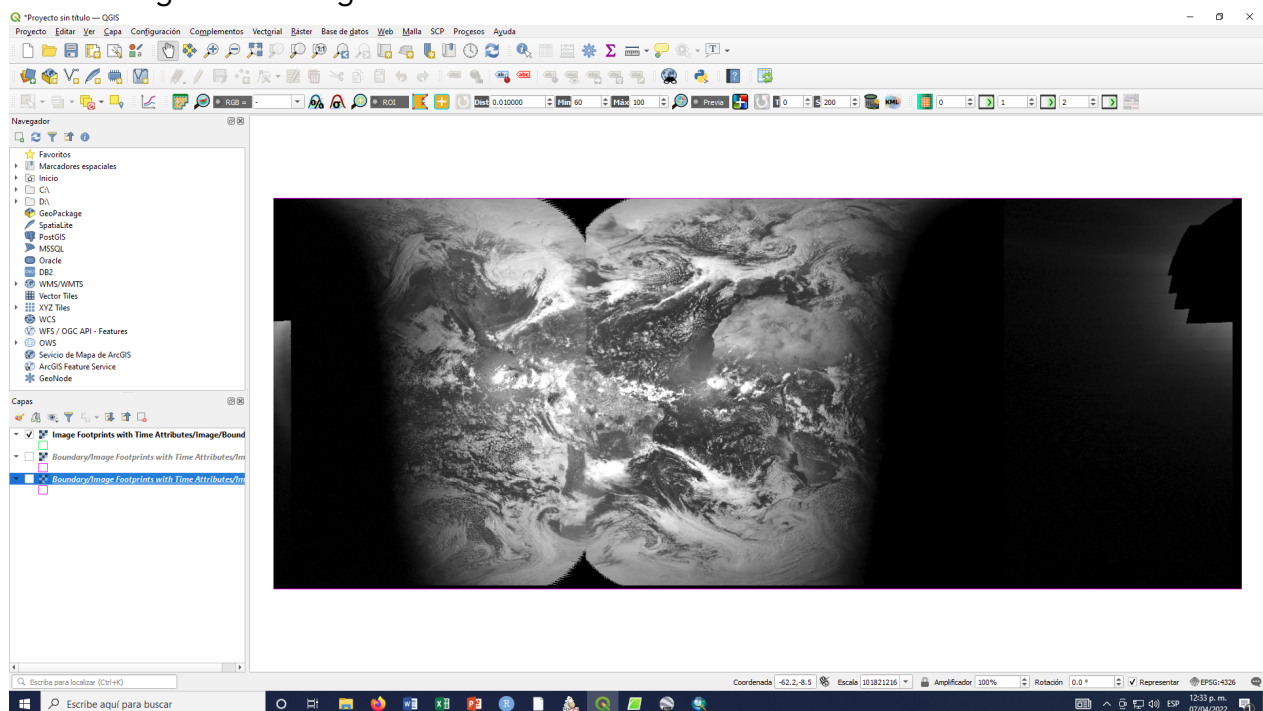 *Proyecto sin título — QGIS
Proyecto Editar Ver Capa Configuración Complementos Vectorial Ráster Base de datos Web Malla SCP Procesos Ayuda
RGB = - ROI Dist 0.010000 Mín 60 Máx 100 Previa T 0 S 200 KML 0 1 2
Navegador
Favoritos
Marcadores espaciales
Inicio
C:\
D:\
GeoPackage
SpatiaLite
PostGIS
MSSQL
Oracle
DB2
WMS/WMTS
Vector Tiles
XYZ Tiles
WCS
WFS / OGC API - Features
OWS
Servicio de Mapa de ArcGIS
ArcGIS Feature Service
GeoNode
Capas
Image Footprints with Time Attributes/Image/Bound
Boundary/Image Footprints with Time Attributes/Im
Boundary/Image Footprints with Time Attributes/Im
Escriba para localizar (Ctrl+K) Coordenada -62.2,-8.5 Escala 101821216 Amplificador 100% Rotación 0.0 ° Representar EPSG:4326
Escribe aquí para buscar ESP 12:33 p. m.
07/04/2022